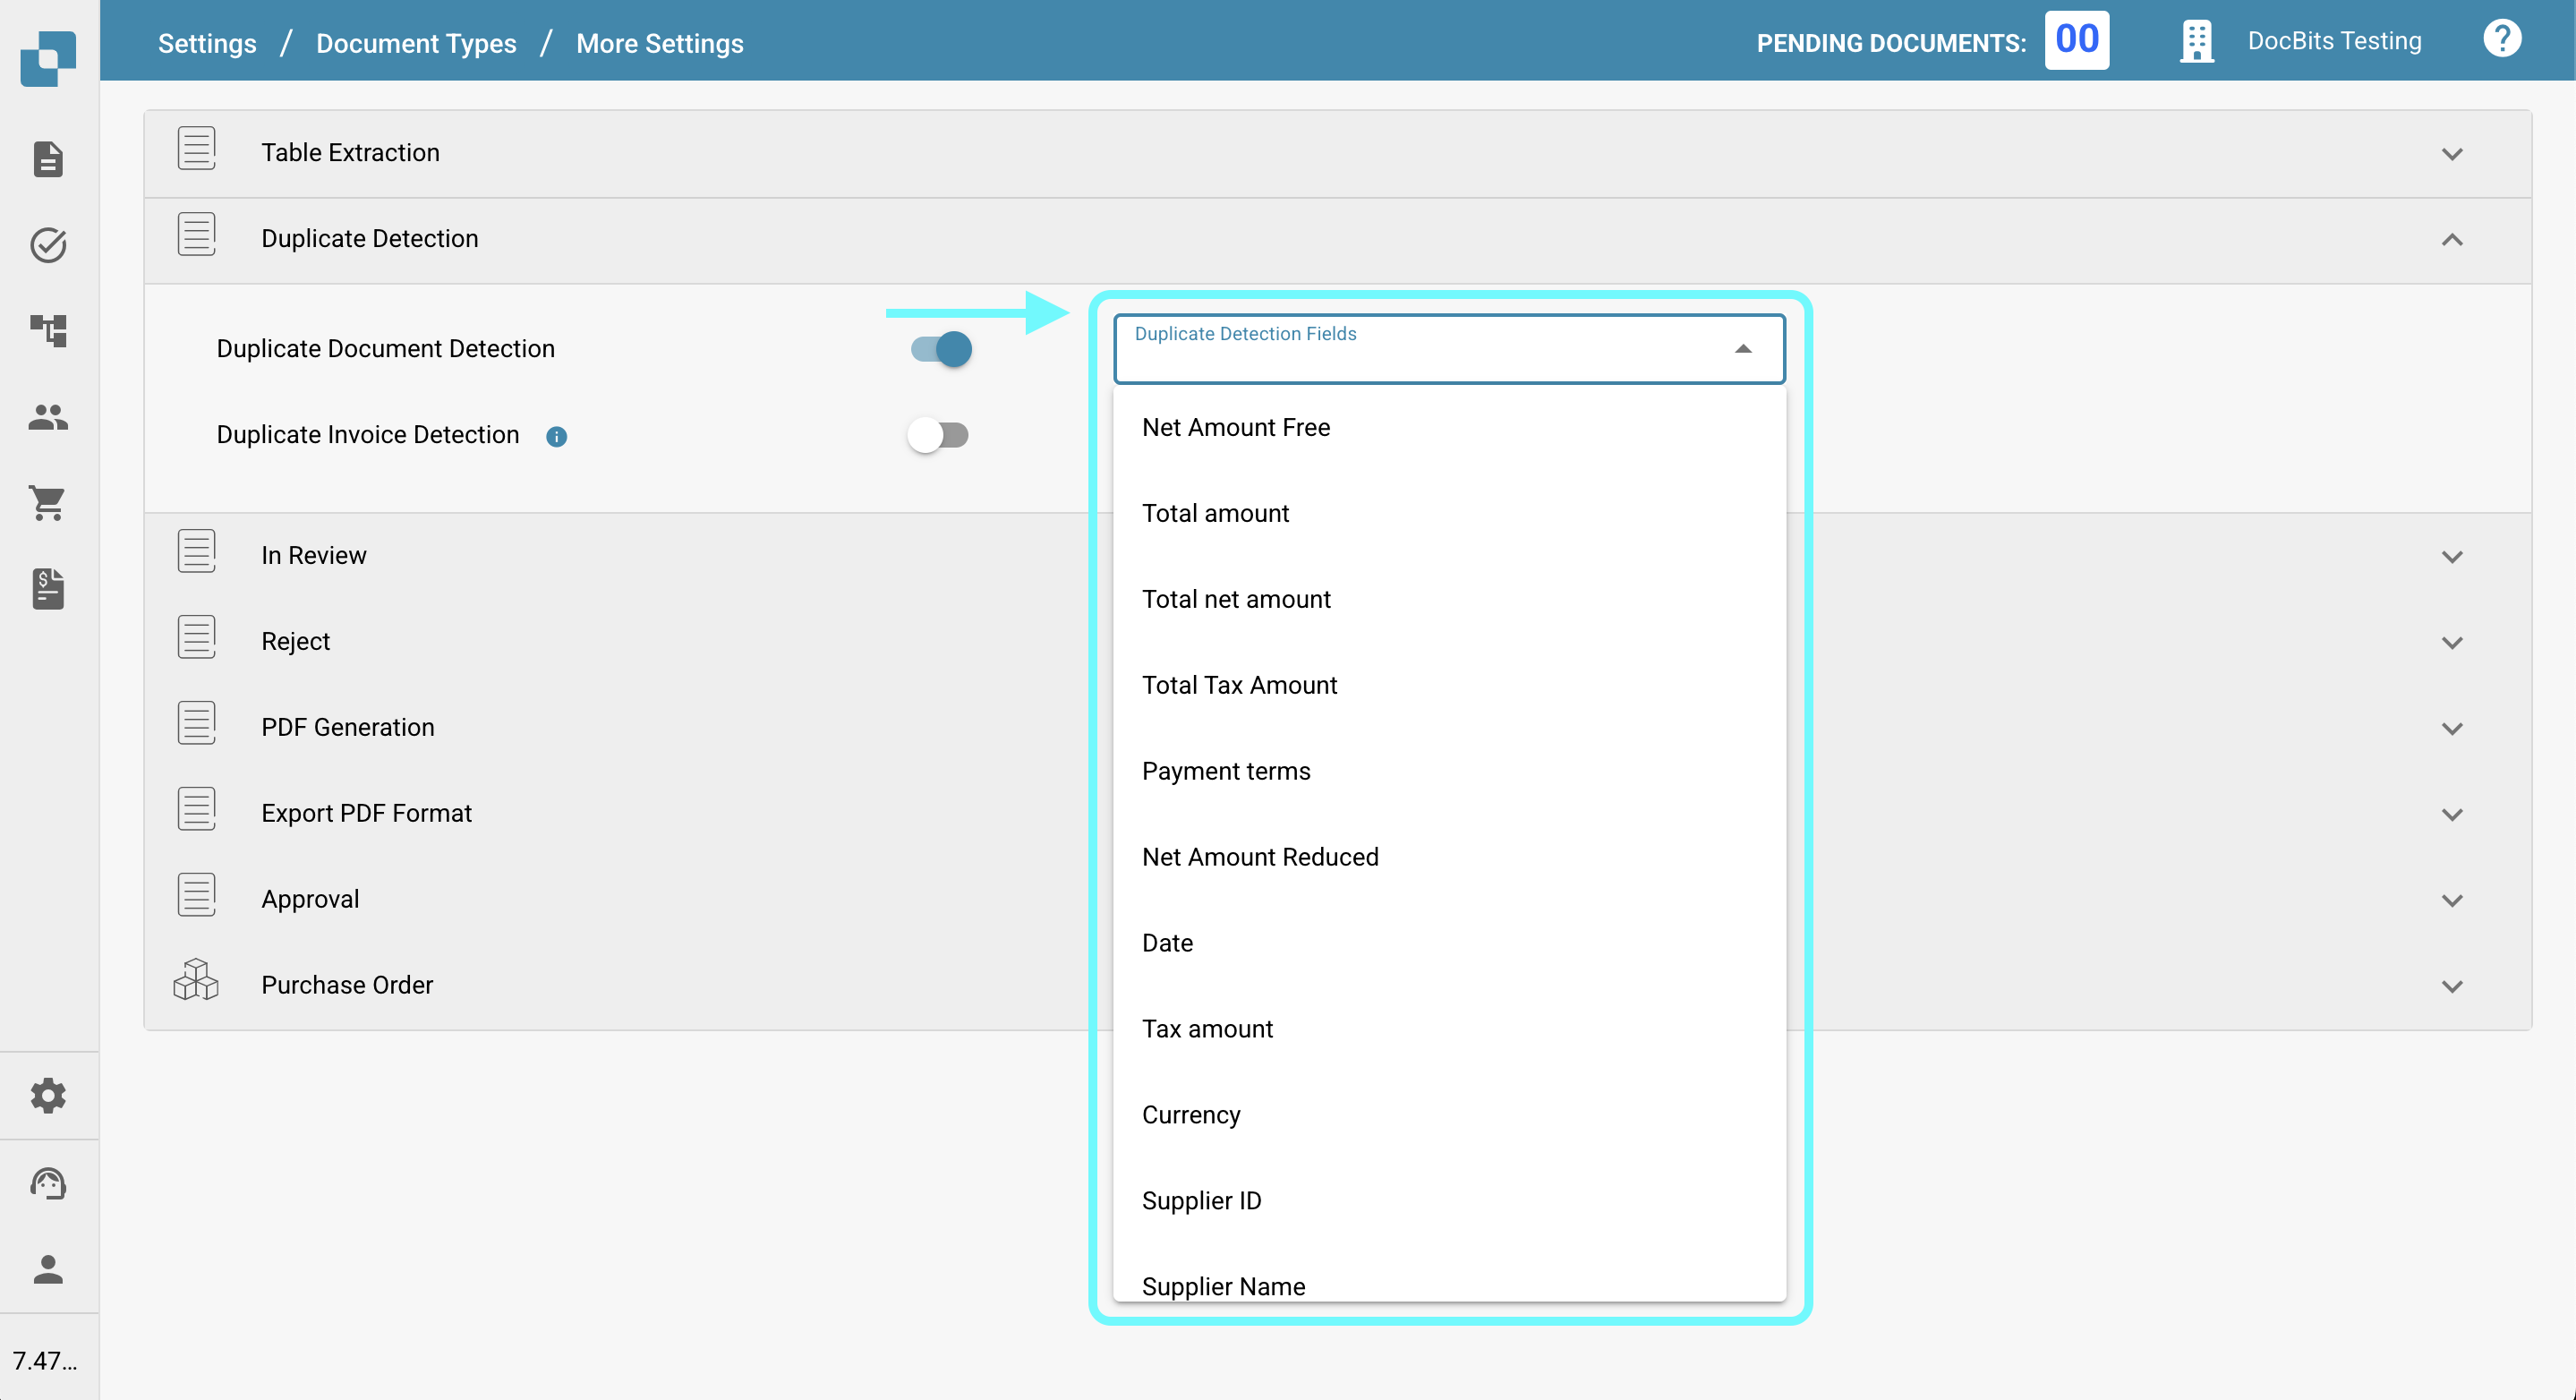 Settings / Document Types / More Settings
PENDING DOCUMENTS: 00
DocBits Testing
?
Table Extraction
Duplicate Detection
Duplicate Document Detection
Duplicate Invoice Detection i
Duplicate Detection Fields
Net Amount Free
Total amount
Total net amount
Total Tax Amount
Payment terms
Net Amount Reduced
Date
Tax amount
Currency
Supplier ID
Supplier Name
In Review
Reject
PDF Generation
Export PDF Format
Approval
Purchase Order
7.47...